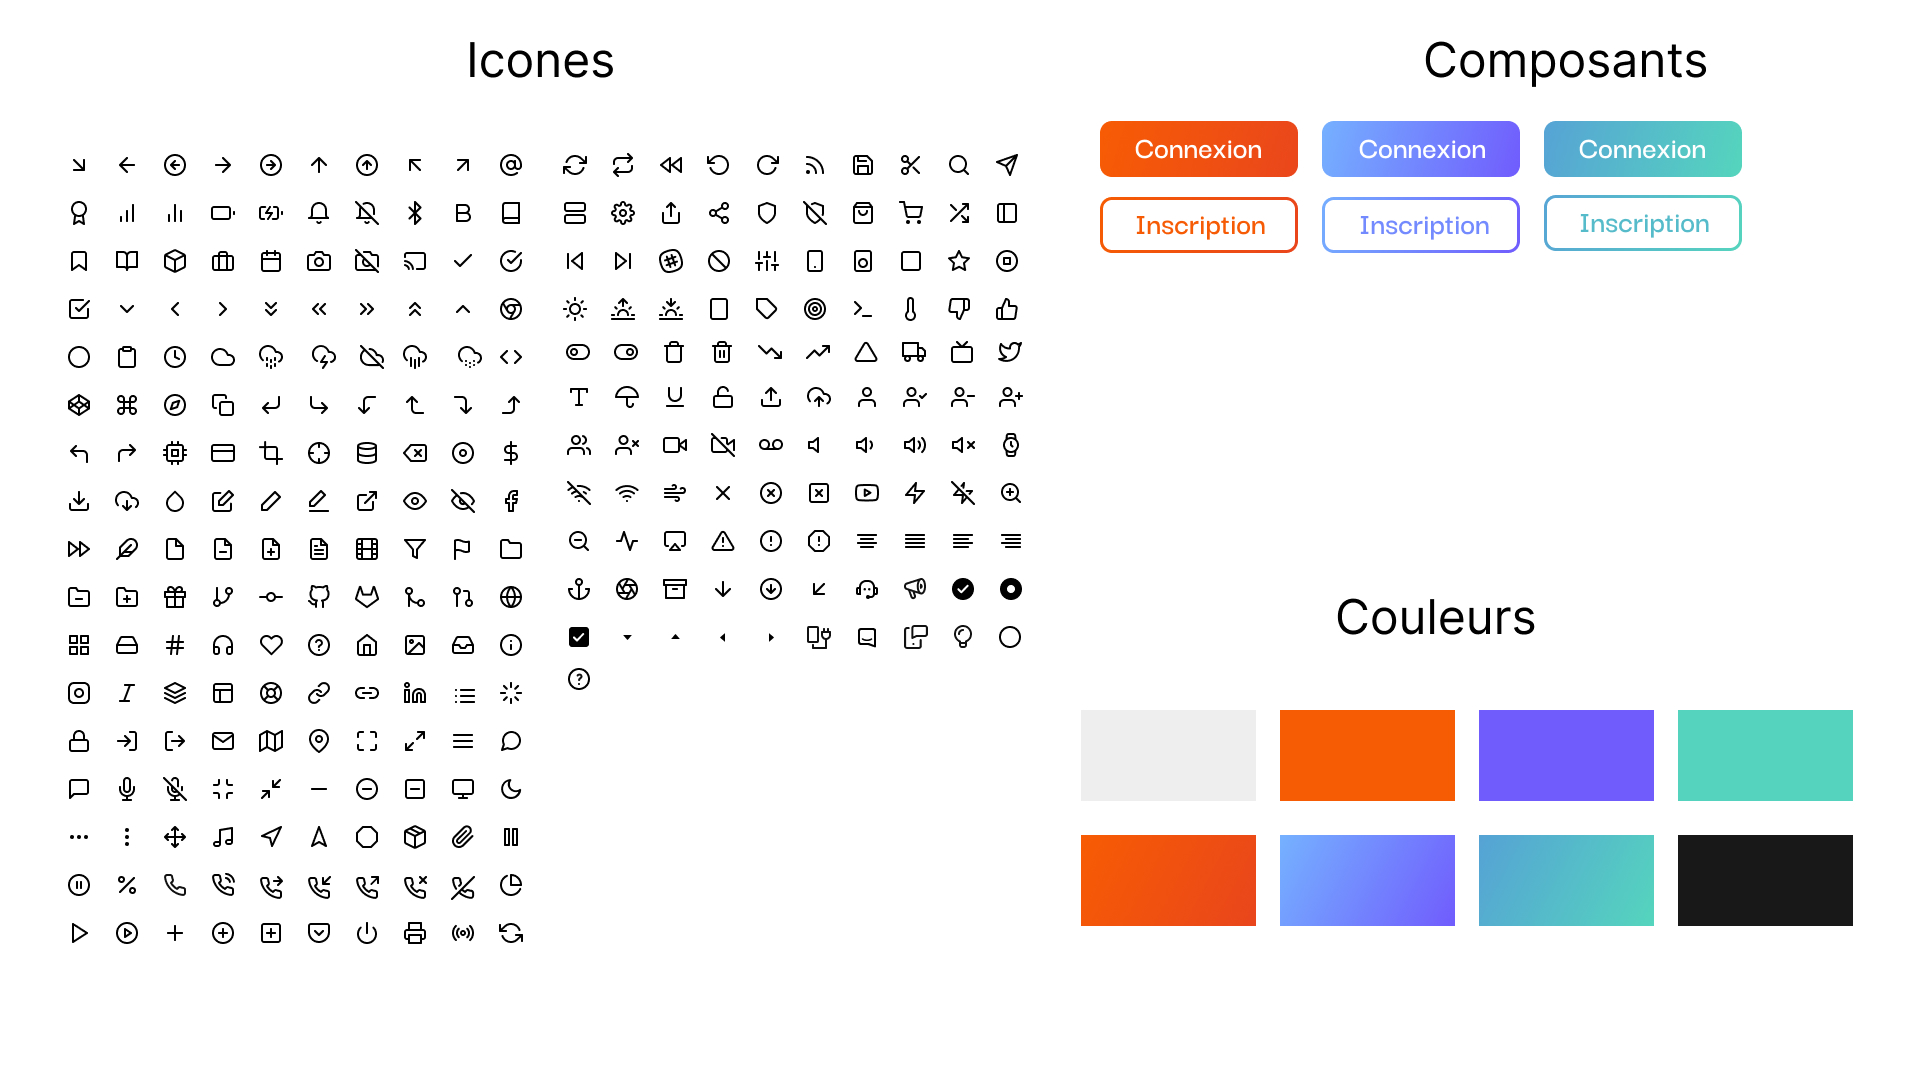 Icones
Composants
Connexion
Connexion
Connexion
Inscription
Inscription
Inscription
Couleurs